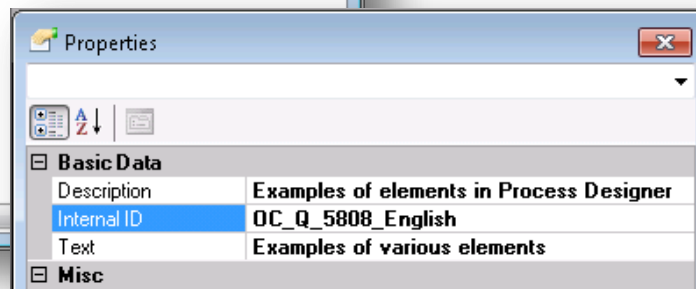 Properties
Basic Data
Description Examples of elements in Process Designer
Internal ID OC_Q_5808_English
Text Examples of various elements
Misc